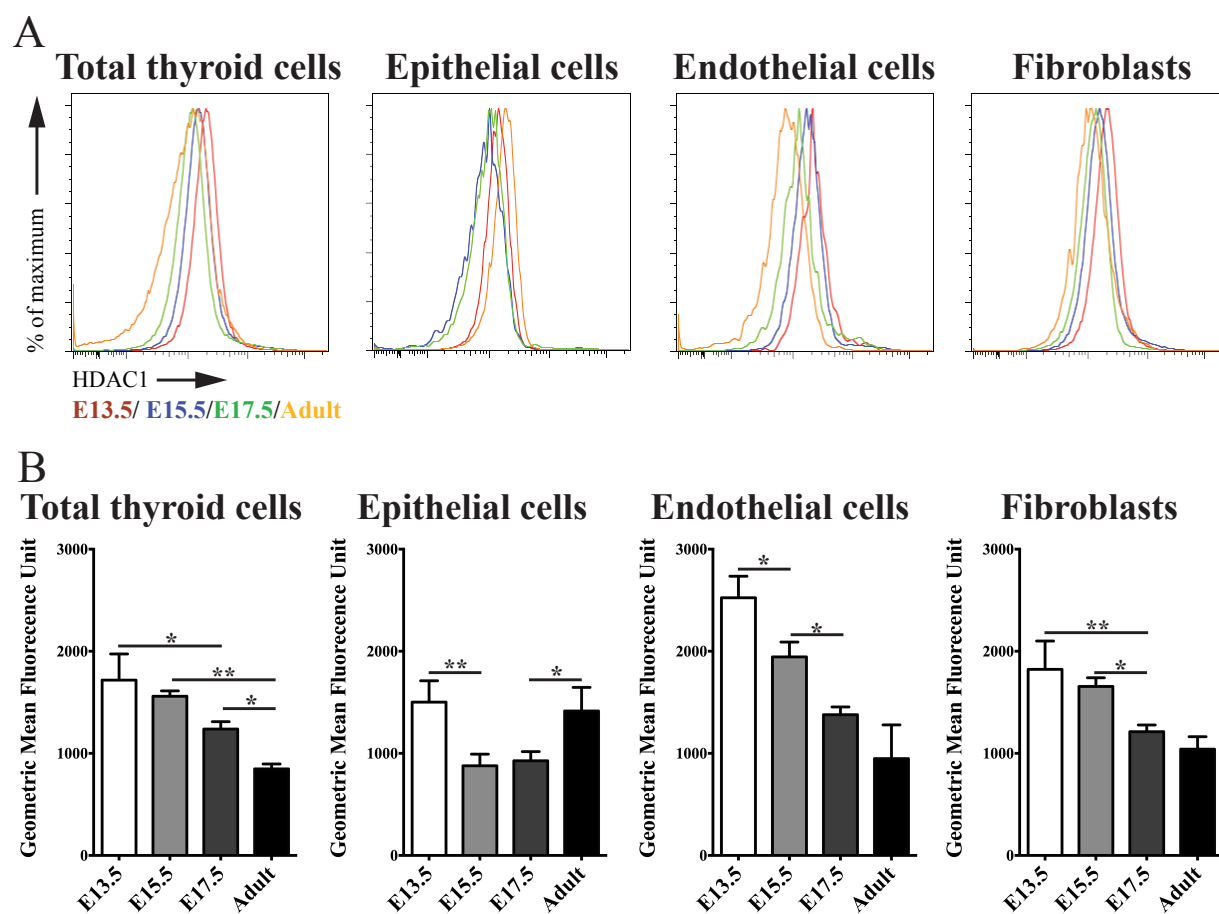 A
Total thyroid cells
Epithelial cells
Endothelial cells
Fibroblasts
% of maximum
HDAC1
E13.5/ E15.5/E17.5/Adult
B
Total thyroid cells
Epithelial cells
Endothelial cells
Fibroblasts
Geometric Mean Fluorecence Unit
3000
2000
1000
0
*
**
*
E13.5
E15.5
E17.5
Adult
Geometric Mean Fluorecence Unit
3000
2000
1000
0
**
*
E13.5
E15.5
E17.5
Adult
Geometric Mean Fluorecence Unit
3000
2000
1000
0
*
*
E13.5
E15.5
E17.5
Adult
Geometric Mean Fluorecence Unit
3000
2000
1000
0
**
*
E13.5
E15.5
E17.5
Adult